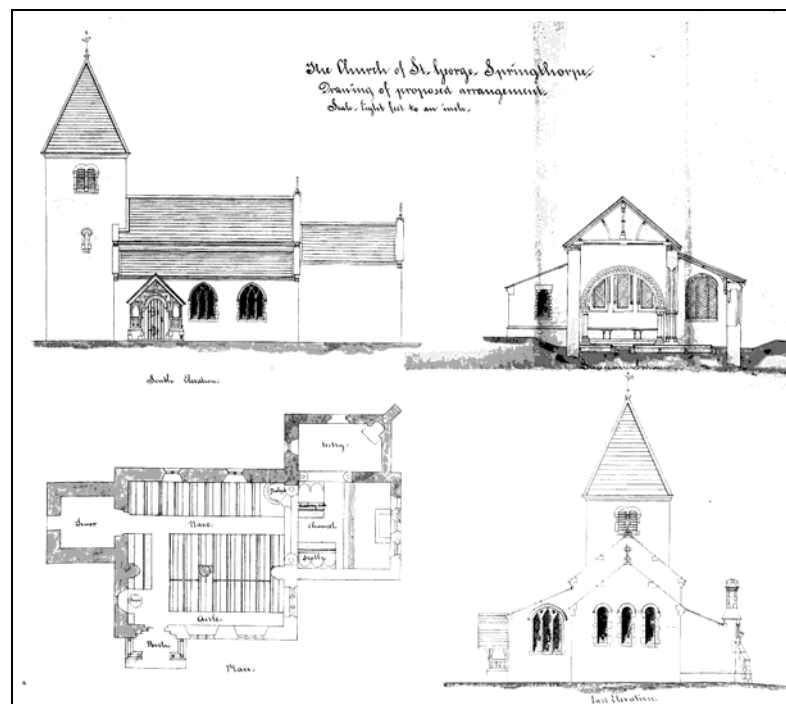 The Church of St. George Springthorpe.
Drawing of proposed arrangement.
Scale. Eight feet to an inch.
South Elevation.
Vestry.
Pulpit
Tower
Nave.
Chancel
Aisle.
Porch
Plan.
East Elevation.